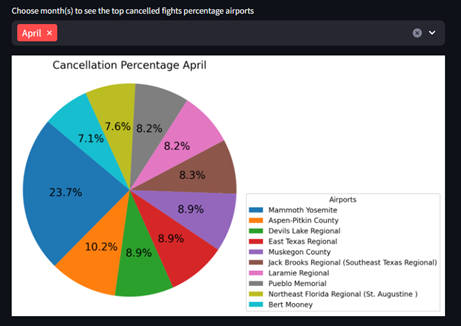 Choose month(s) to see the top cancelled fights percentage airports
April ×
Cancellation Percentage April
7.6%
8.2%
7.1%
8.2%
8.3%
23.7%
8.9%
8.9%
10.2%
8.9%
Airports
Mammoth Yosemite
Aspen-Pitkin County
Devils Lake Regional
East Texas Regional
Muskegon County
Jack Brooks Regional (Southeast Texas Regional)
Laramie Regional
Pueblo Memorial
Northeast Florida Regional (St. Augustine )
Bert Mooney